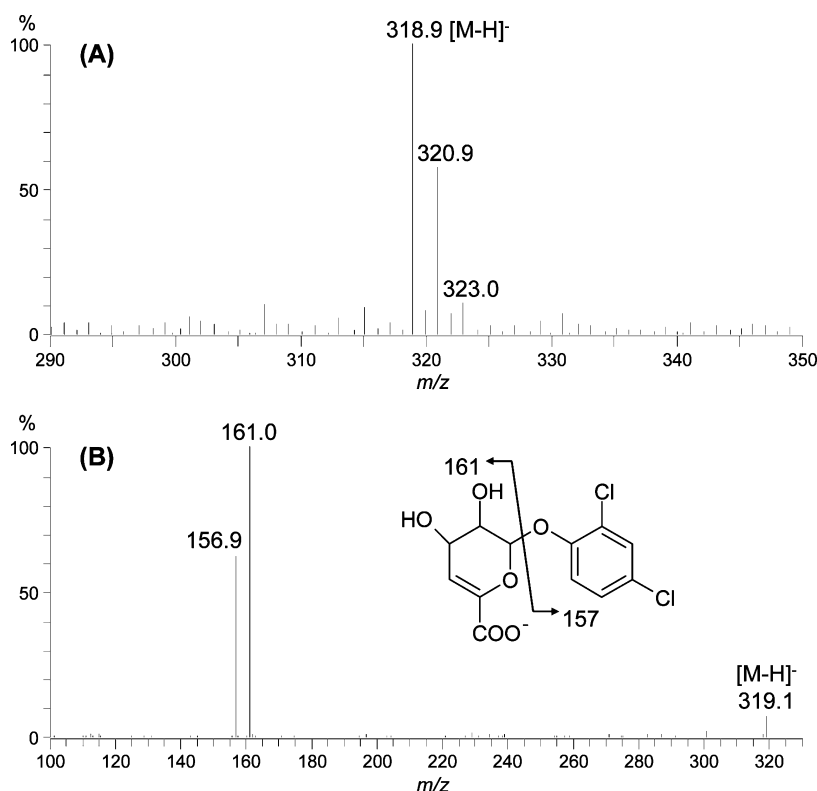 %
(A)
318.9 [M-H]-
100
320.9
50
323.0
0
290 300 310 320 330 340 350
m/z
%
(B)
161.0
100
156.9
50
0
161
OH
HO
O
Cl
O
Cl
COO-
157
[M-H]-
319.1
100 120 140 160 180 200 220 240 260 280 300 320
m/z